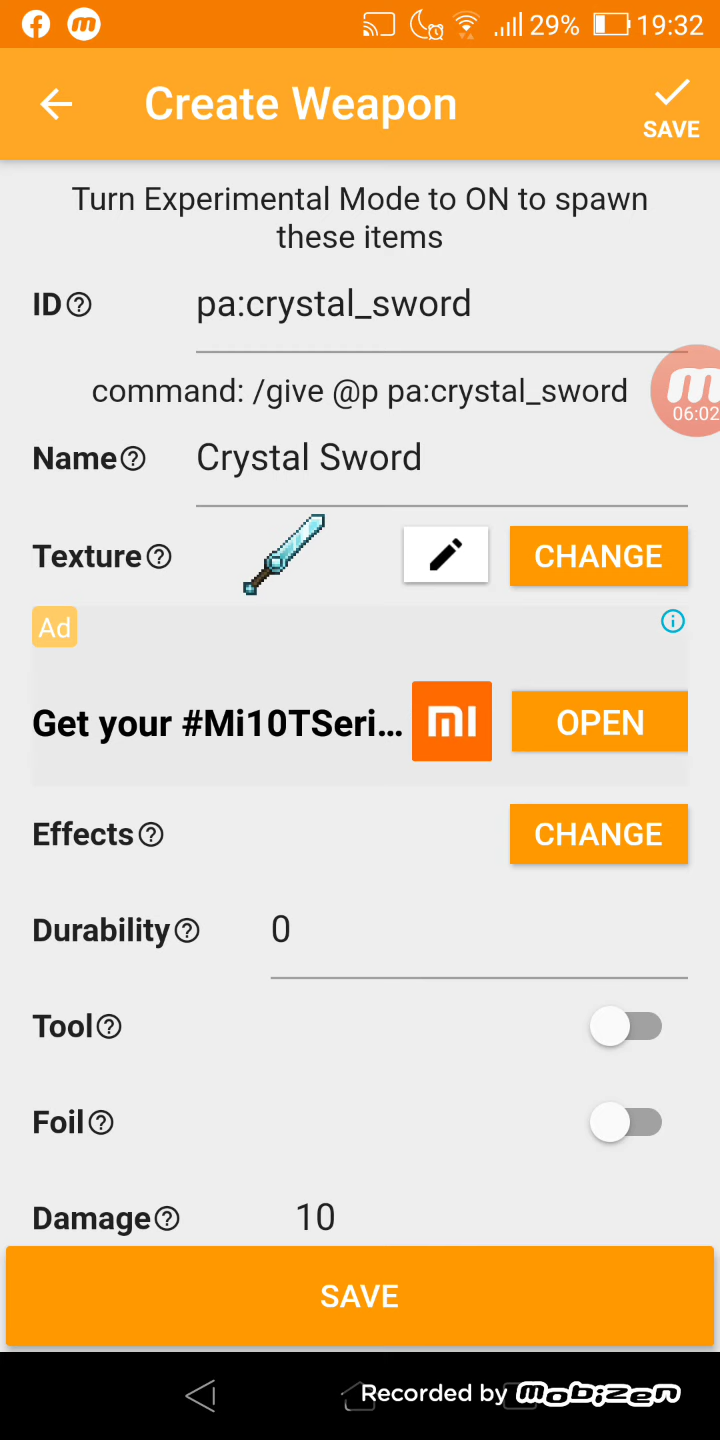 29% 19:32
Create Weapon
SAVE
Turn Experimental Mode to ON to spawn
these items
ID
pa:crystal_sword
command: /give @p pa:crystal_sword
06:02
Name
Crystal Sword
Texture
CHANGE
Ad
Get your #Mi10TSeri...
mi
OPEN
Effects
CHANGE
Durability
0
Tool
Foil
Damage
10
SAVE
Recorded by mobizen